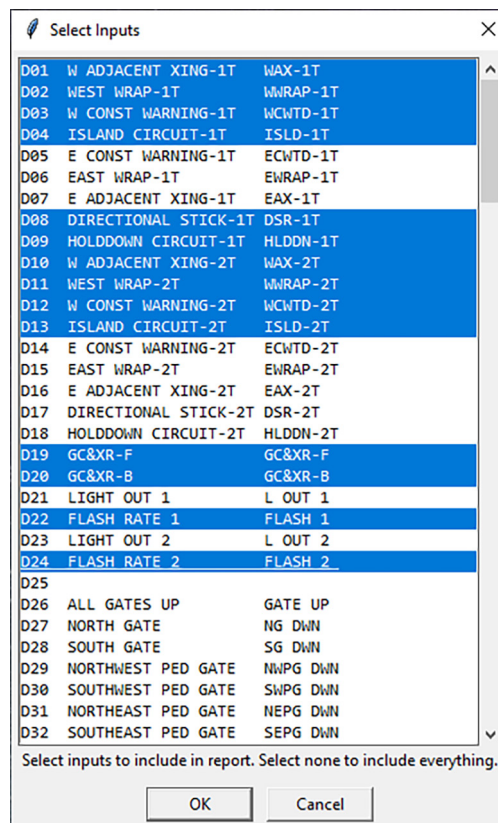 Select Inputs
D01 W ADJACENT XING-1T WAX-1T
D02 WEST WRAP-1T WWRAP-1T
D03 W CONST WARNING-1T WCWTD-1T
D04 ISLAND CIRCUIT-1T ISLD-1T
D05 E CONST WARNING-1T ECWTD-1T
D06 EAST WRAP-1T EWRAP-1T
D07 E ADJACENT XING-1T EAX-1T
D08 DIRECTIONAL STICK-1T DSR-1T
D09 HOLDDOWN CIRCUIT-1T HLDDN-1T
D10 W ADJACENT XING-2T WAX-2T
D11 WEST WRAP-2T WWRAP-2T
D12 W CONST WARNING-2T WCWTD-2T
D13 ISLAND CIRCUIT-2T ISLD-2T
D14 E CONST WARNING-2T ECWTD-2T
D15 EAST WRAP-2T EWRAP-2T
D16 E ADJACENT XING-2T EAX-2T
D17 DIRECTIONAL STICK-2T DSR-2T
D18 HOLDDOWN CIRCUIT-2T HLDDN-2T
D19 GC&XR-F GC&XR-F
D20 GC&XR-B GC&XR-B
D21 LIGHT OUT 1 L OUT 1
D22 FLASH RATE 1 FLASH 1
D23 LIGHT OUT 2 L OUT 2
D24 FLASH RATE 2 FLASH 2
D25
D26 ALL GATES UP GATE UP
D27 NORTH GATE NG DWN
D28 SOUTH GATE SG DWN
D29 NORTHWEST PED GATE NWPG DWN
D30 SOUTHWEST PED GATE SWPG DWN
D31 NORTHEAST PED GATE NEPG DWN
D32 SOUTHEAST PED GATE SEPG DWN
Select inputs to include in report. Select none to include everything.
OK Cancel